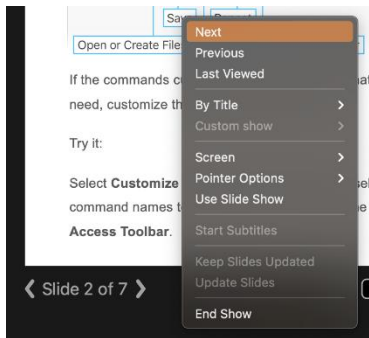 Next
Previous
Last Viewed
By Title
Custom show
Screen
Pointer Options
Use Slide Show
Start Subtitles
Keep Slides Updated
Update Slides
End Show
Open or Create File
If the commands
need, customize
Try it:
Select Customize
command names
Access Toolbar.
Slide 2 of 7